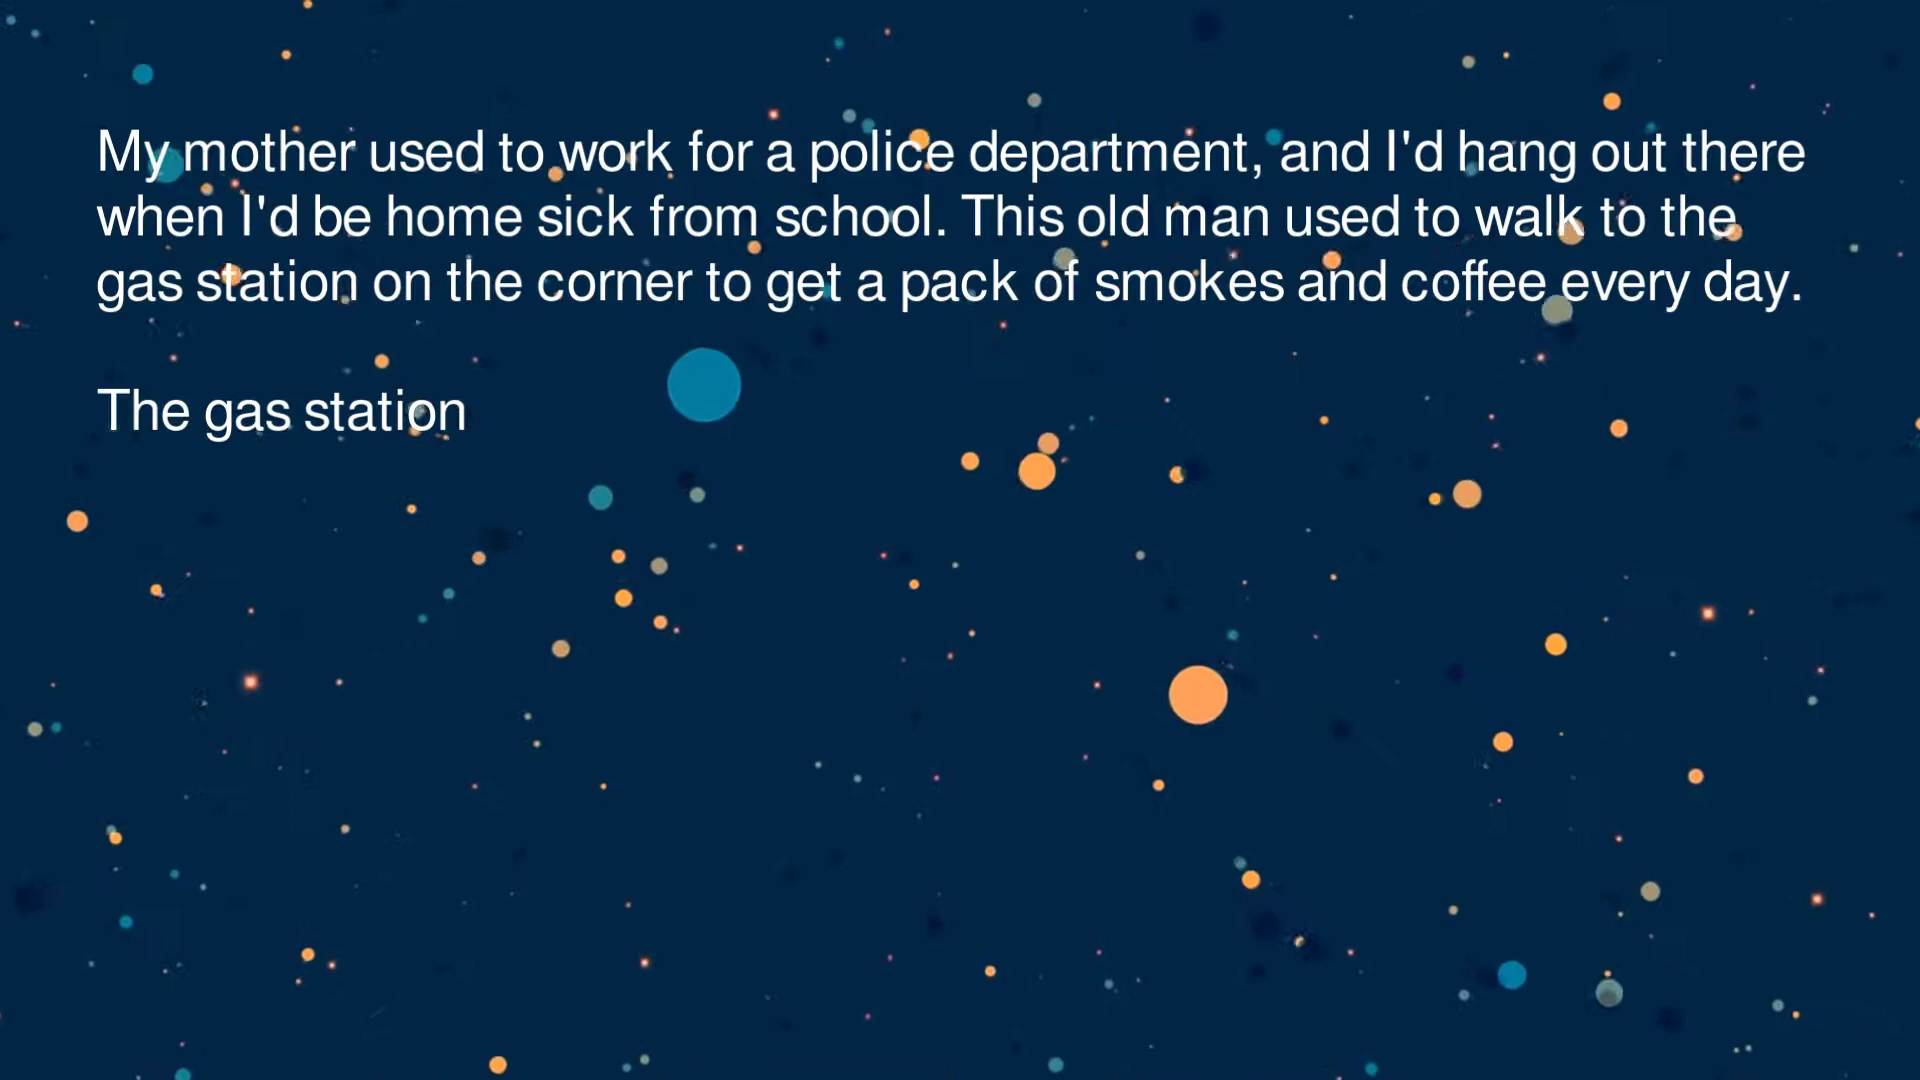 My mother used to work for a police department, and I'd hang out there
when I'd be home sick from school. This old man used to walk to the
gas station on the corner to get a pack of smokes and coffee every day.
The gas station